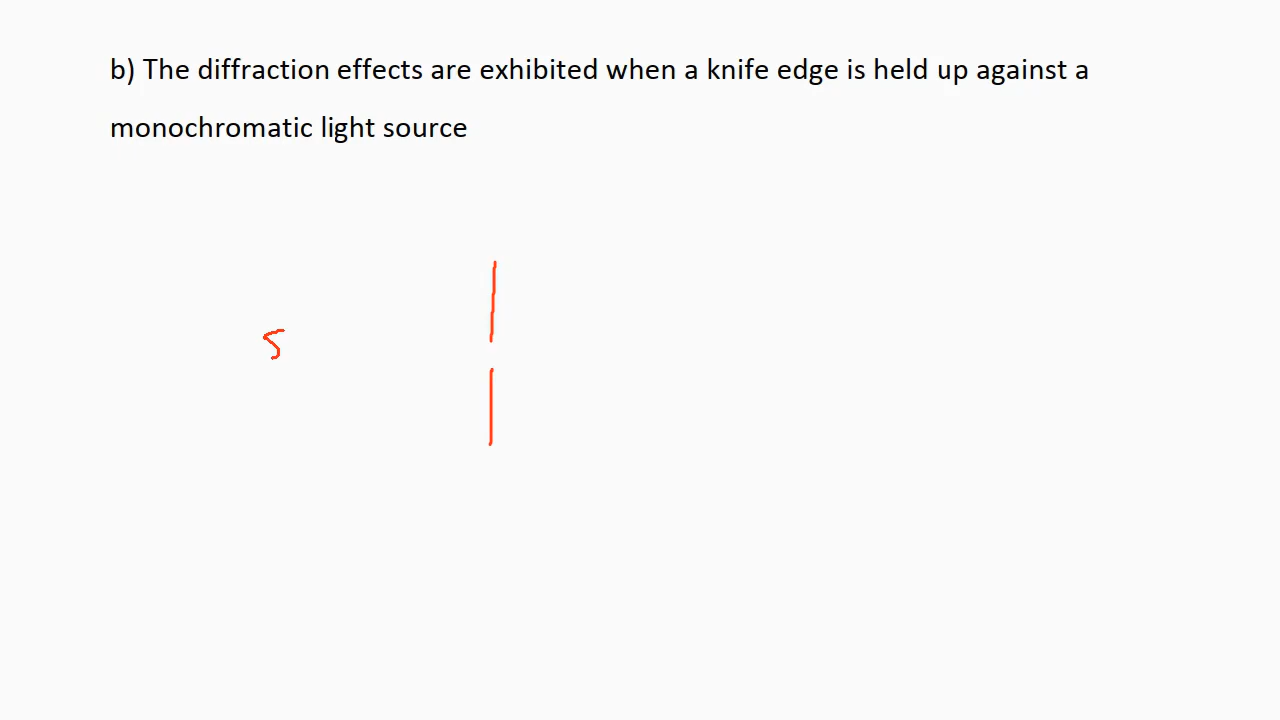 b) The diffraction effects are exhibited when a knife edge is held up against a
monochromatic light source
S